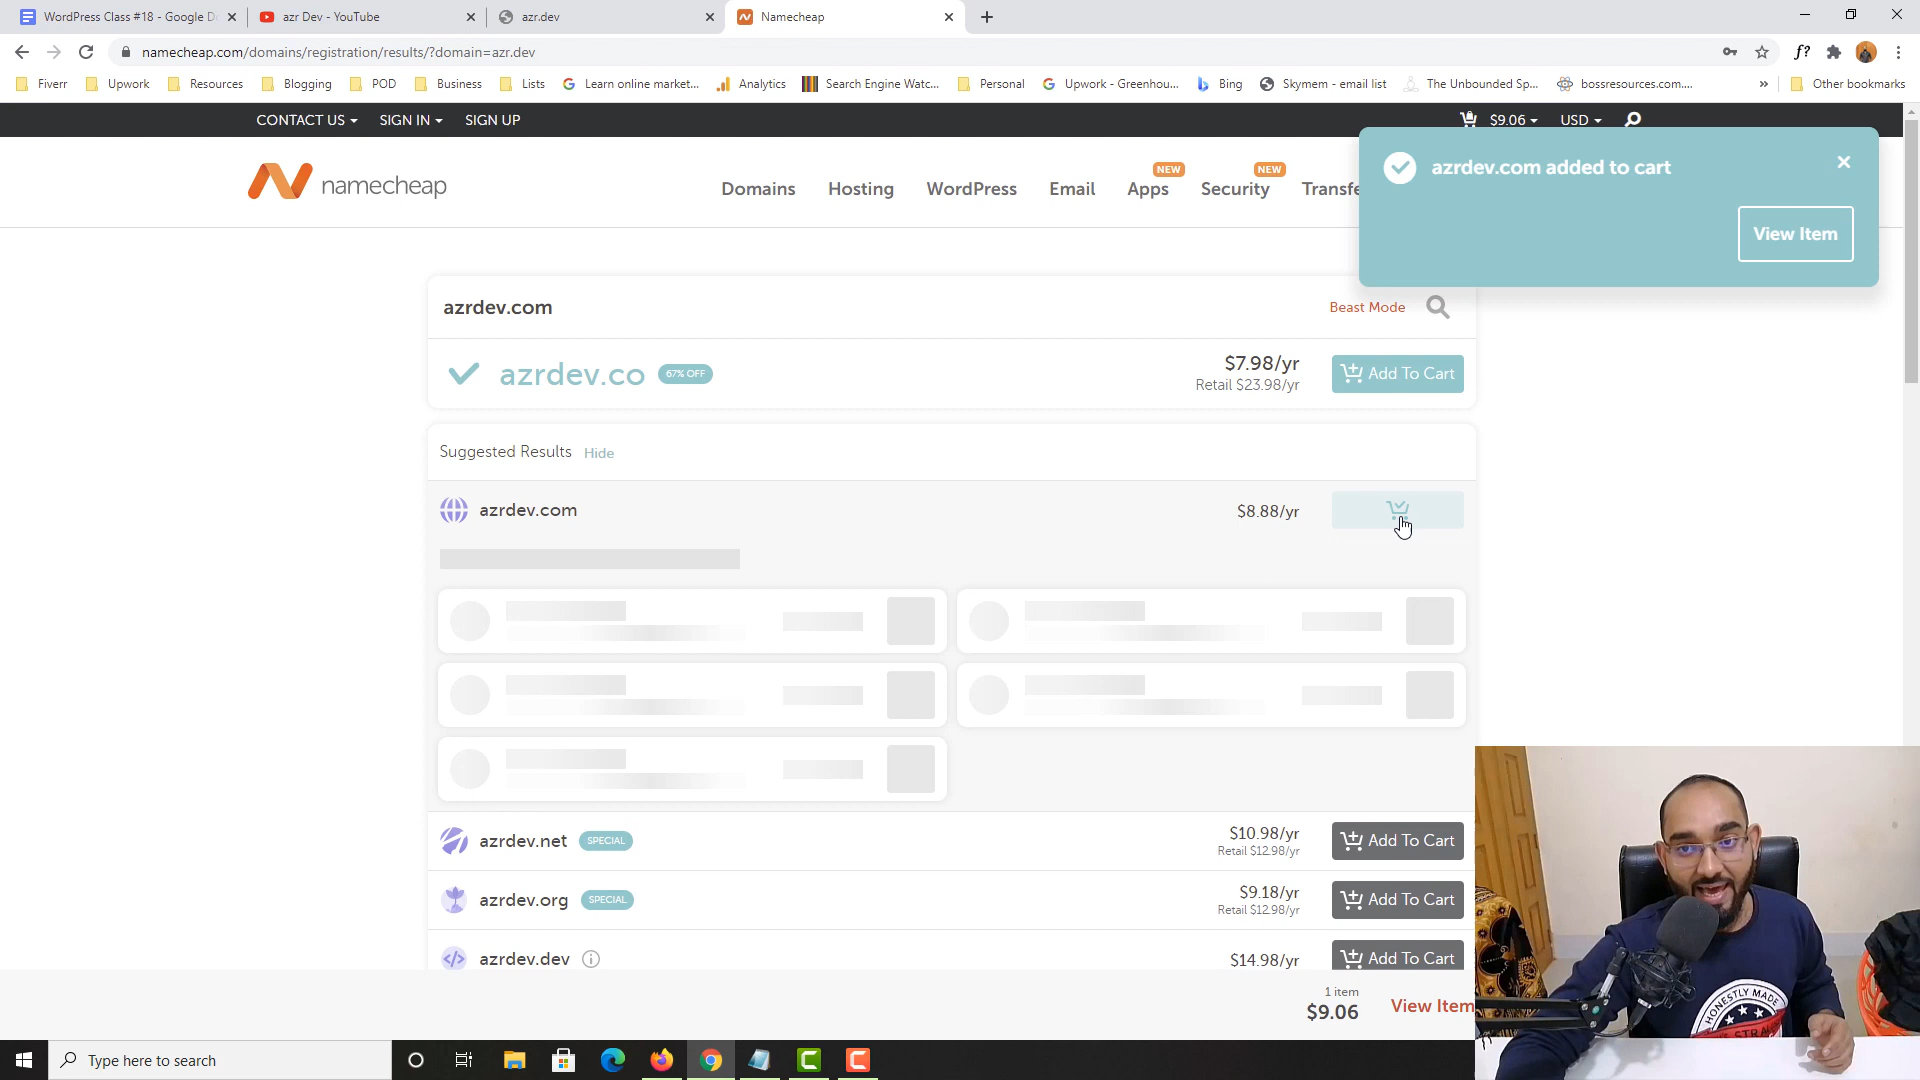 WordPress Class #18 - Google Do
azr Dev - YouTube
azr.dev
Namecheap
namecheap.com/domains/registration/results/?domain=azr.dev
f?
Fiverr
Upwork
Resources
Blogging
POD
Business
Lists
Learn online market...
Analytics
Search Engine Watc...
Personal
Upwork - Greenhou...
Bing
Skymem - email list
The Unbounded Sp...
bossresources.com....
»
Other bookmarks
CONTACT US
SIGN IN
SIGN UP
$9.06
USD
namecheap
Domains
Hosting
WordPress
Email
NEW
Apps
NEW
Security
Transfe
azrdev.com added to cart
View Item
azrdev.com
Beast Mode
azrdev.co
67% OFF
$7.98/yr
Retail $23.98/yr
Add To Cart
Suggested Results
Hide
azrdev.com
$8.88/yr
azrdev.net
SPECIAL
$10.98/yr
Retail $12.98/yr
Add To Cart
azrdev.org
SPECIAL
$9.18/yr
Retail $12.98/yr
Add To Cart
azrdev.dev
$14.98/yr
Add To Cart
1 item
$9.06
View Item
HONESTLY MADE
Type here to search